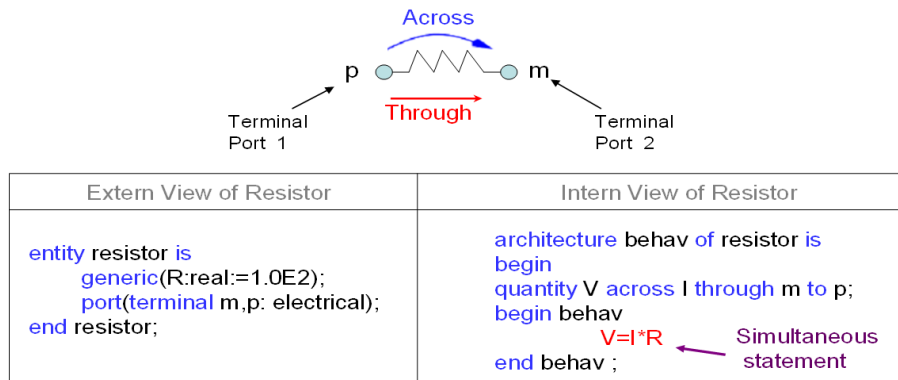 Across
p
m
Through
Terminal
Port 1
Terminal
Port 2
Extern View of Resistor
Intern View of Resistor
entity resistor is
generic(R:real:=1.0E2);
port(terminal m,p: electrical);
end resistor;
architecture behav of resistor is
begin
quantity V across I through m to p;
begin behav
V=I*R
end behav ;
Simultaneous
statement